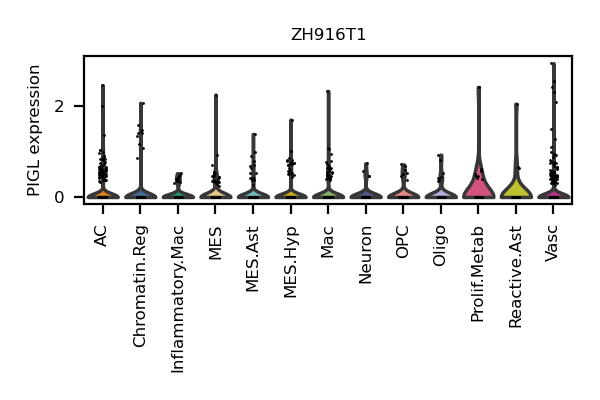 ZH916T1
PIGL expression
2
0
AC
Chromatin.Reg
Inflammatory.Mac
MES
MES.Ast
MES.Hyp
Mac
Neuron
OPC
Oligo
Prolif.Metab
Reactive.Ast
Vasc